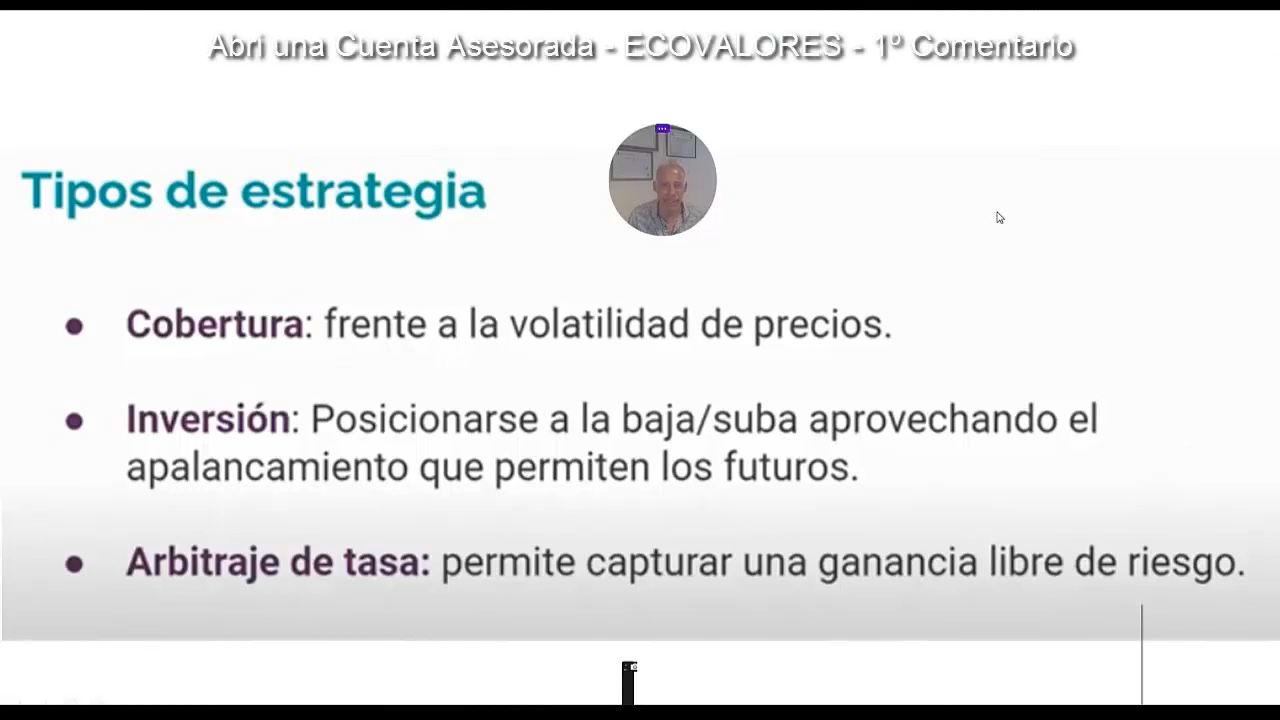 Abri una Cuenta Asesorada - ECOVALORES - 1º Comentario
Tipos de estrategia
● Cobertura: frente a la volatilidad de precios.
● Inversión: Posicionarse a la baja/suba aprovechando el
apalancamiento que permiten los futuros.
● Arbitraje de tasa: permite capturar una ganancia libre de riesgo.